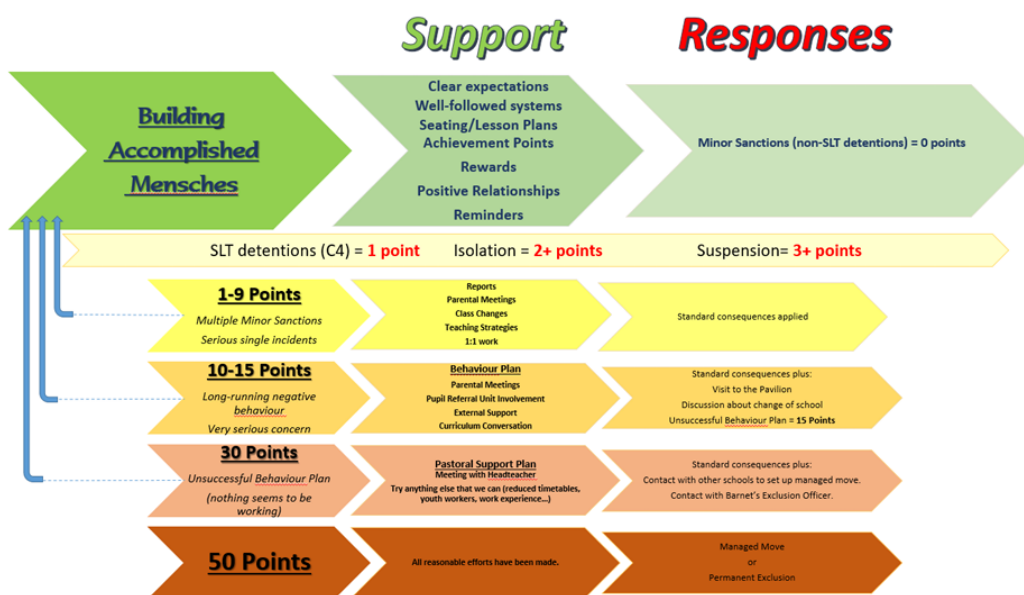 Support
Responses
Building
Accomplished
Mensches
Clear expectations
Well-followed systems
Seating/Lesson Plans
Achievement Points
Rewards
Positive Relationships
Reminders
Minor Sanctions (non-SLT detentions) = 0 points
SLT detentions (C4) = 1 point
Isolation = 2+ points
Suspension= 3+ points
1-9 Points
Multiple Minor Sanctions
Serious single incidents
Reports
Parental Meetings
Class Changes
Teaching Strategies
1:1 work
Standard consequences applied
10-15 Points
Long-running negative
behaviour
Very serious concern
Behaviour Plan
Parental Meetings
Pupil Referral Unit Involvement
External Support
Curriculum Conversation
Standard consequences plus:
Visit to the Pavilion
Discussion about change of school
Unsuccessful Behaviour Plan = 15 Points
30 Points
Unsuccessful Behaviour Plan
(nothing seems to be
working)
Pastoral Support Plan
Meeting with Headteacher
Try anything else that we can (reduced timetables,
youth workers, work experience...)
Standard consequences plus:
Contact with other schools to set up managed move.
Contact with Barnet's Exclusion Officer.
50 Points
All reasonable efforts have been made.
Managed Move
or
Permanent Exclusion